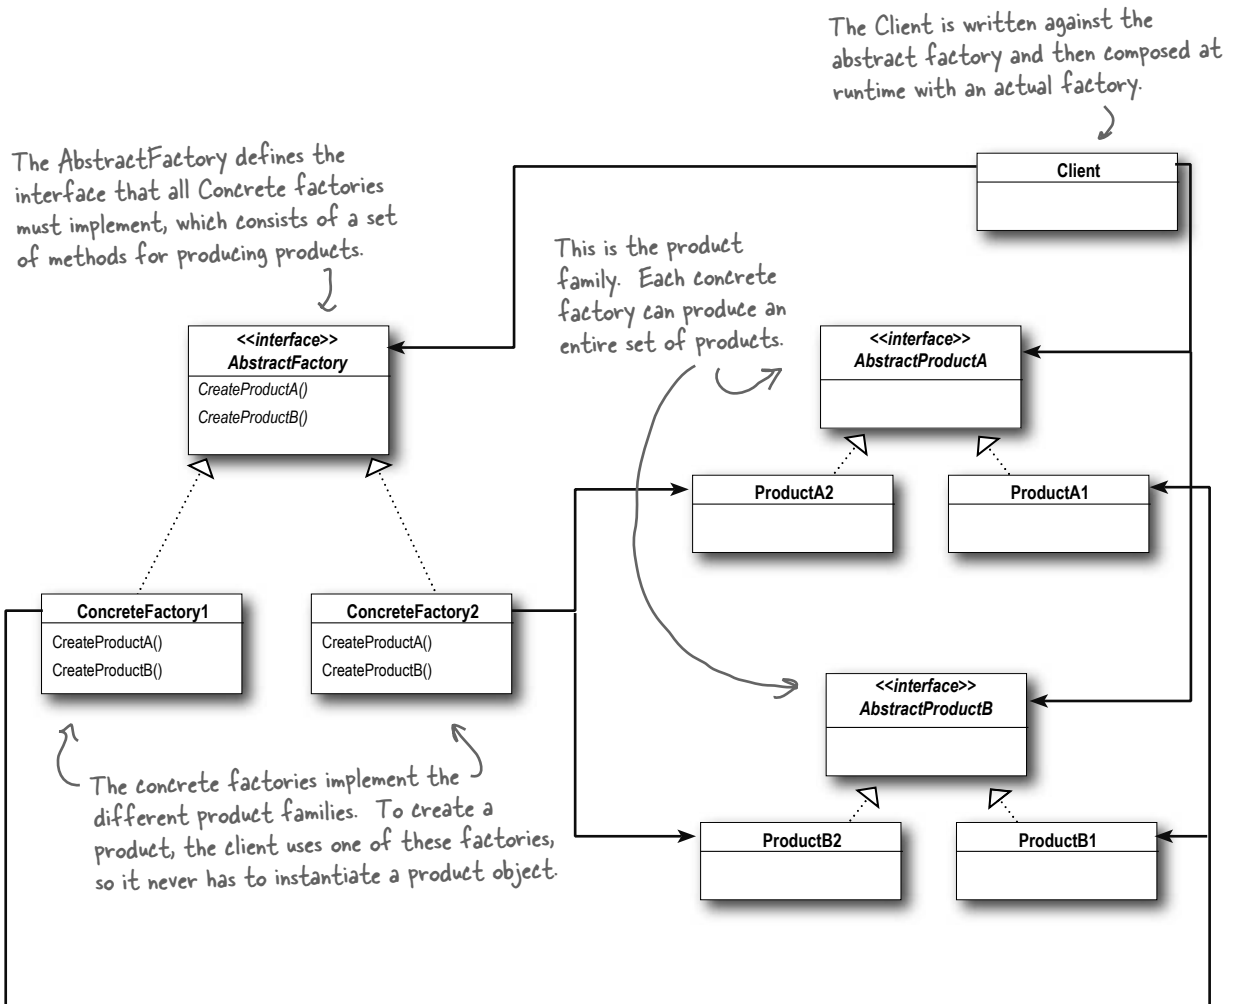 The Client is written against the
abstract factory and then composed at
runtime with an actual factory.
The AbstractFactory defines the
interface that all Concrete factories
must implement, which consists of a set
of methods for producing products.
Client
This is the product
family. Each concrete
factory can produce an
entire set of products.
<<interface>>
AbstractFactory
CreateProductA()
CreateProductB()
<<interface>>
AbstractProductA
ProductA2
ProductA1
ConcreteFactory1
CreateProductA()
CreateProductB()
ConcreteFactory2
CreateProductA()
CreateProductB()
<<interface>>
AbstractProductB
The concrete factories implement the
different product families. To create a
product, the client uses one of these factories,
so it never has to instantiate a product object.
ProductB2
ProductB1